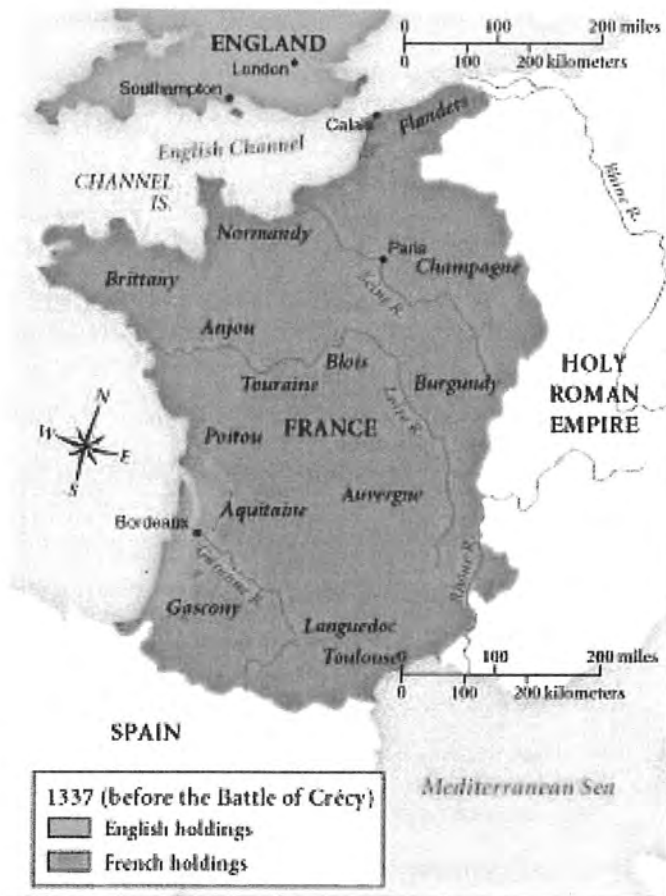 0 100 200 miles
0 100 200 kilometers
ENGLAND
London
Southampton
Calais
Flanders
English Channel
CHANNEL
IS.
Rhine R.
Normandy
Paris
Champagne
Seine R.
Brittany
Anjou
Blois
Touraine
Burgundy
Loire R.
HOLY
ROMAN
EMPIRE
N
W
E
S
Poitou
FRANCE
Aquitaine
Auvergne
Bordeaux
Garonne R.
Rhône R.
Gascony
Languedoc
Toulouse
0 100 200 miles
0 100 200 kilometers
SPAIN
Mediterranean Sea
1337 (before the Battle of Crécy)
English holdings
French holdings